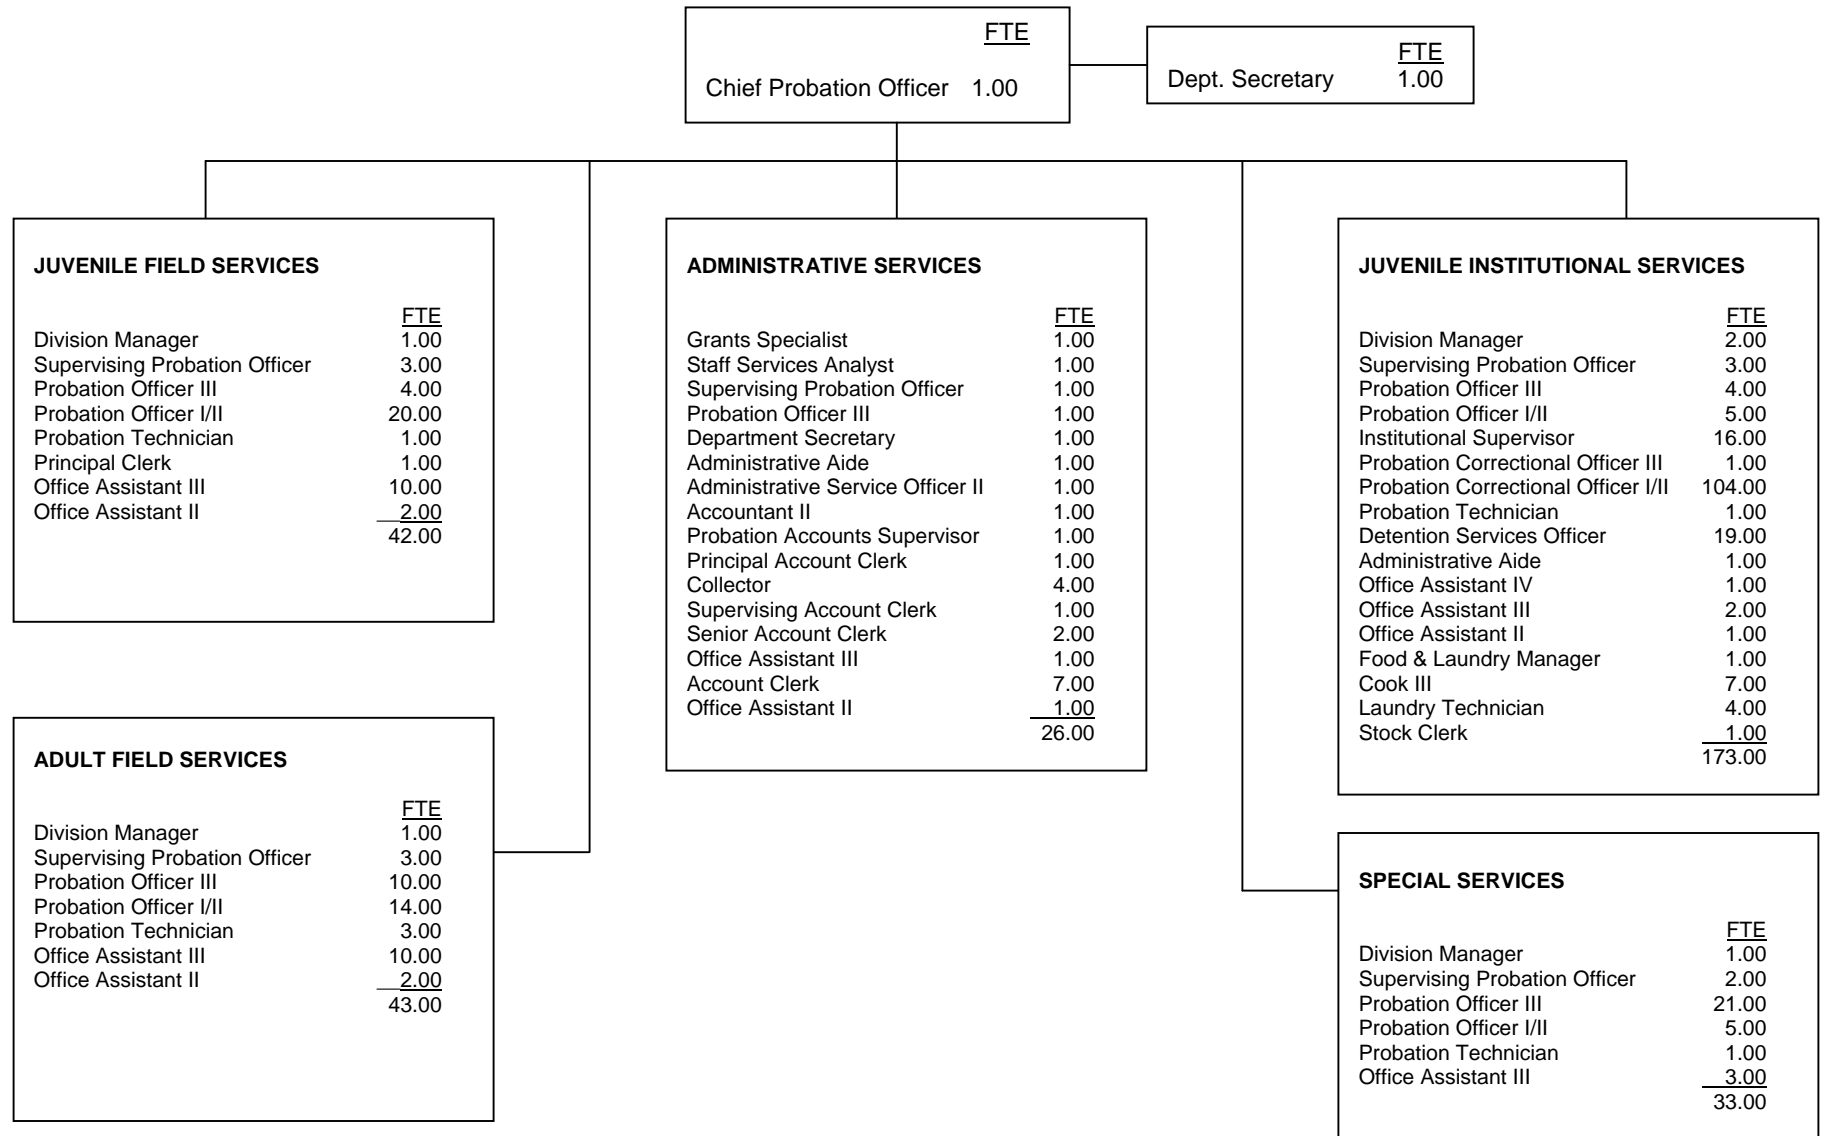 FTE
Chief Probation Officer 1.00
FTE
Dept. Secretary 1.00
JUVENILE FIELD SERVICES
FTE
Division Manager 1.00
Supervising Probation Officer 3.00
Probation Officer III 4.00
Probation Officer I/II 20.00
Probation Technician 1.00
Principal Clerk 1.00
Office Assistant III 10.00
Office Assistant II 2.00
42.00
ADULT FIELD SERVICES
FTE
Division Manager 1.00
Supervising Probation Officer 3.00
Probation Officer III 10.00
Probation Officer I/II 14.00
Probation Technician 3.00
Office Assistant III 10.00
Office Assistant II 2.00
43.00
ADMINISTRATIVE SERVICES
FTE
Grants Specialist 1.00
Staff Services Analyst 1.00
Supervising Probation Officer 1.00
Probation Officer III 1.00
Department Secretary 1.00
Administrative Aide 1.00
Administrative Service Officer II 1.00
Accountant II 1.00
Probation Accounts Supervisor 1.00
Principal Account Clerk 1.00
Collector 4.00
Supervising Account Clerk 1.00
Senior Account Clerk 2.00
Office Assistant III 1.00
Account Clerk 7.00
Office Assistant II 1.00
26.00
JUVENILE INSTITUTIONAL SERVICES
FTE
Division Manager 2.00
Supervising Probation Officer 3.00
Probation Officer III 4.00
Probation Officer I/II 5.00
Institutional Supervisor 16.00
Probation Correctional Officer III 1.00
Probation Correctional Officer I/II 104.00
Probation Technician 1.00
Detention Services Officer 19.00
Administrative Aide 1.00
Office Assistant IV 1.00
Office Assistant III 2.00
Office Assistant II 1.00
Food & Laundry Manager 1.00
Cook III 7.00
Laundry Technician 4.00
Stock Clerk 1.00
173.00
SPECIAL SERVICES
FTE
Division Manager 1.00
Supervising Probation Officer 2.00
Probation Officer III 21.00
Probation Officer I/II 5.00
Probation Technician 1.00
Office Assistant III 3.00
33.00